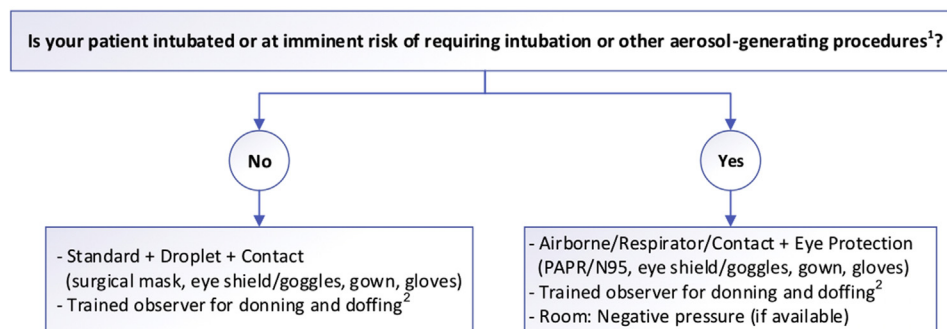 Is your patient intubated or at imminent risk of requiring intubation or other aerosol-generating procedures¹?
No
Yes
- Standard + Droplet + Contact
(surgical mask, eye shield/goggles, gown, gloves)
- Trained observer for donning and doffing²
- Airborne/Respirator/Contact + Eye Protection
(PAPR/N95, eye shield/goggles, gown, gloves)
- Trained observer for donning and doffing²
- Room: Negative pressure (if available)